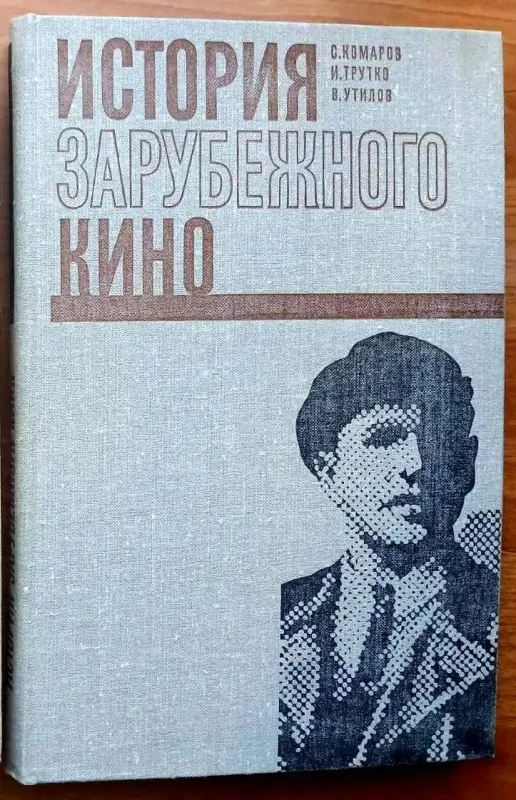 ИСТОРИЯ
ЗАРУБЕЖНОГО
КИНО
С.КОМАРОВ
И.ТРУТКО
В.УТИЛОВ